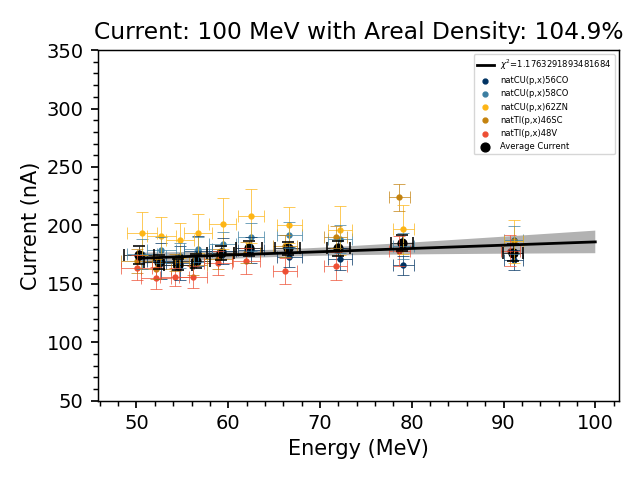 Current: 100 MeV with Areal Density: 104.9%
χ²=1.1763291893481684
natCU(p,x)56CO
natCU(p,x)58CO
natCU(p,x)62ZN
natTI(p,x)46SC
natTI(p,x)48V
Average Current
350
300
250
200
150
100
50
Current (nA)
50 60 70 80 90 100
Energy (MeV)